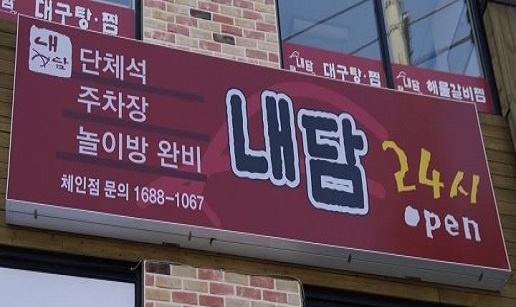 대구탕·찜
내담 대구탕·찜
내담 해물갈비찜
내담
단체석
주차장
놀이방 완비
체인점 문의 1688-1067
내담
24시
open